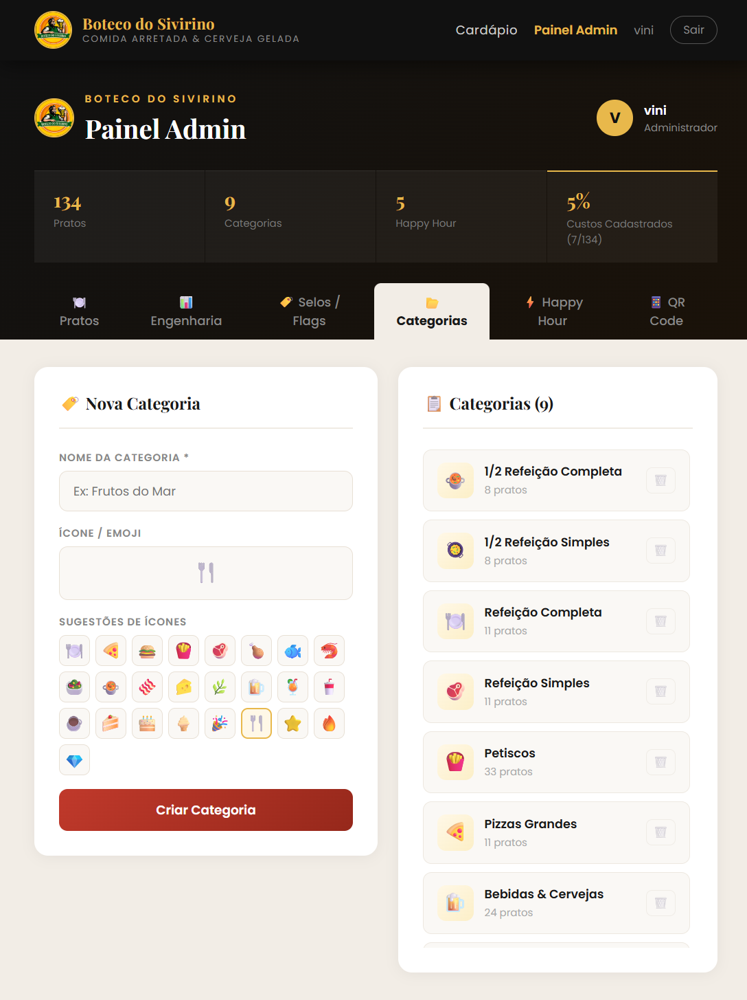 Boteco do Sivirino
COMIDA ARRETADA & CERVEJA GELADA
Cardápio
Painel Admin
vini
Sair
BOTECO DO SIVIRINO
Painel Admin
V
vini
Administrador
134
Pratos
9
Categorias
5
Happy Hour
5%
Custos Cadastrados
(7/134)
Pratos
Engenharia
Selos /
Flags
Categorias
Happy
Hour
QR
Code
Nova Categoria
NOME DA CATEGORIA *
Ex: Frutos do Mar
ÍCONE / EMOJI
SUGESTÕES DE ÍCONES
Criar Categoria
Categorias (9)
1/2 Refeição Completa
8 pratos
1/2 Refeição Simples
8 pratos
Refeição Completa
11 pratos
Refeição Simples
11 pratos
Petiscos
33 pratos
Pizzas Grandes
11 pratos
Bebidas & Cervejas
24 pratos